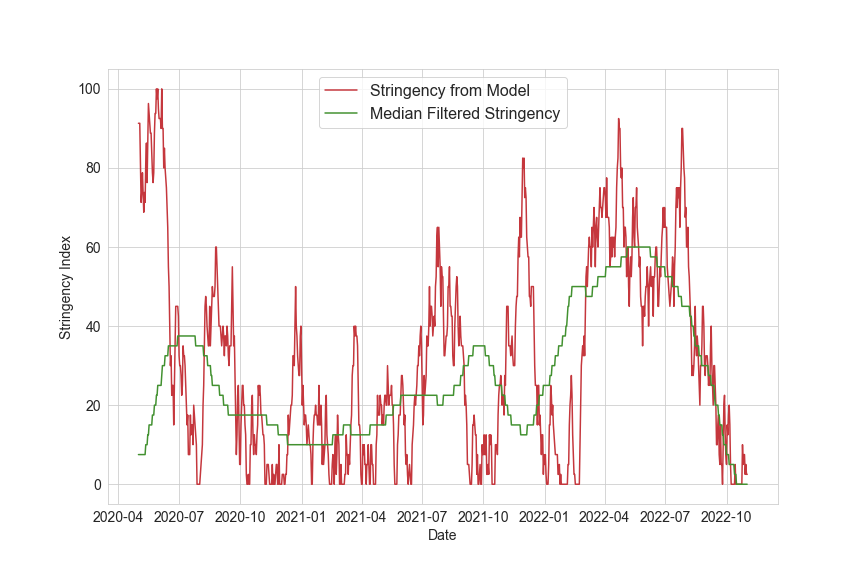 Stringency from Model
Median Filtered Stringency
Stringency Index
100
80
60
40
20
0
2020-04 2020-07 2020-10 2021-01 2021-04 2021-07 2021-10 2022-01 2022-04 2022-07 2022-10
Date